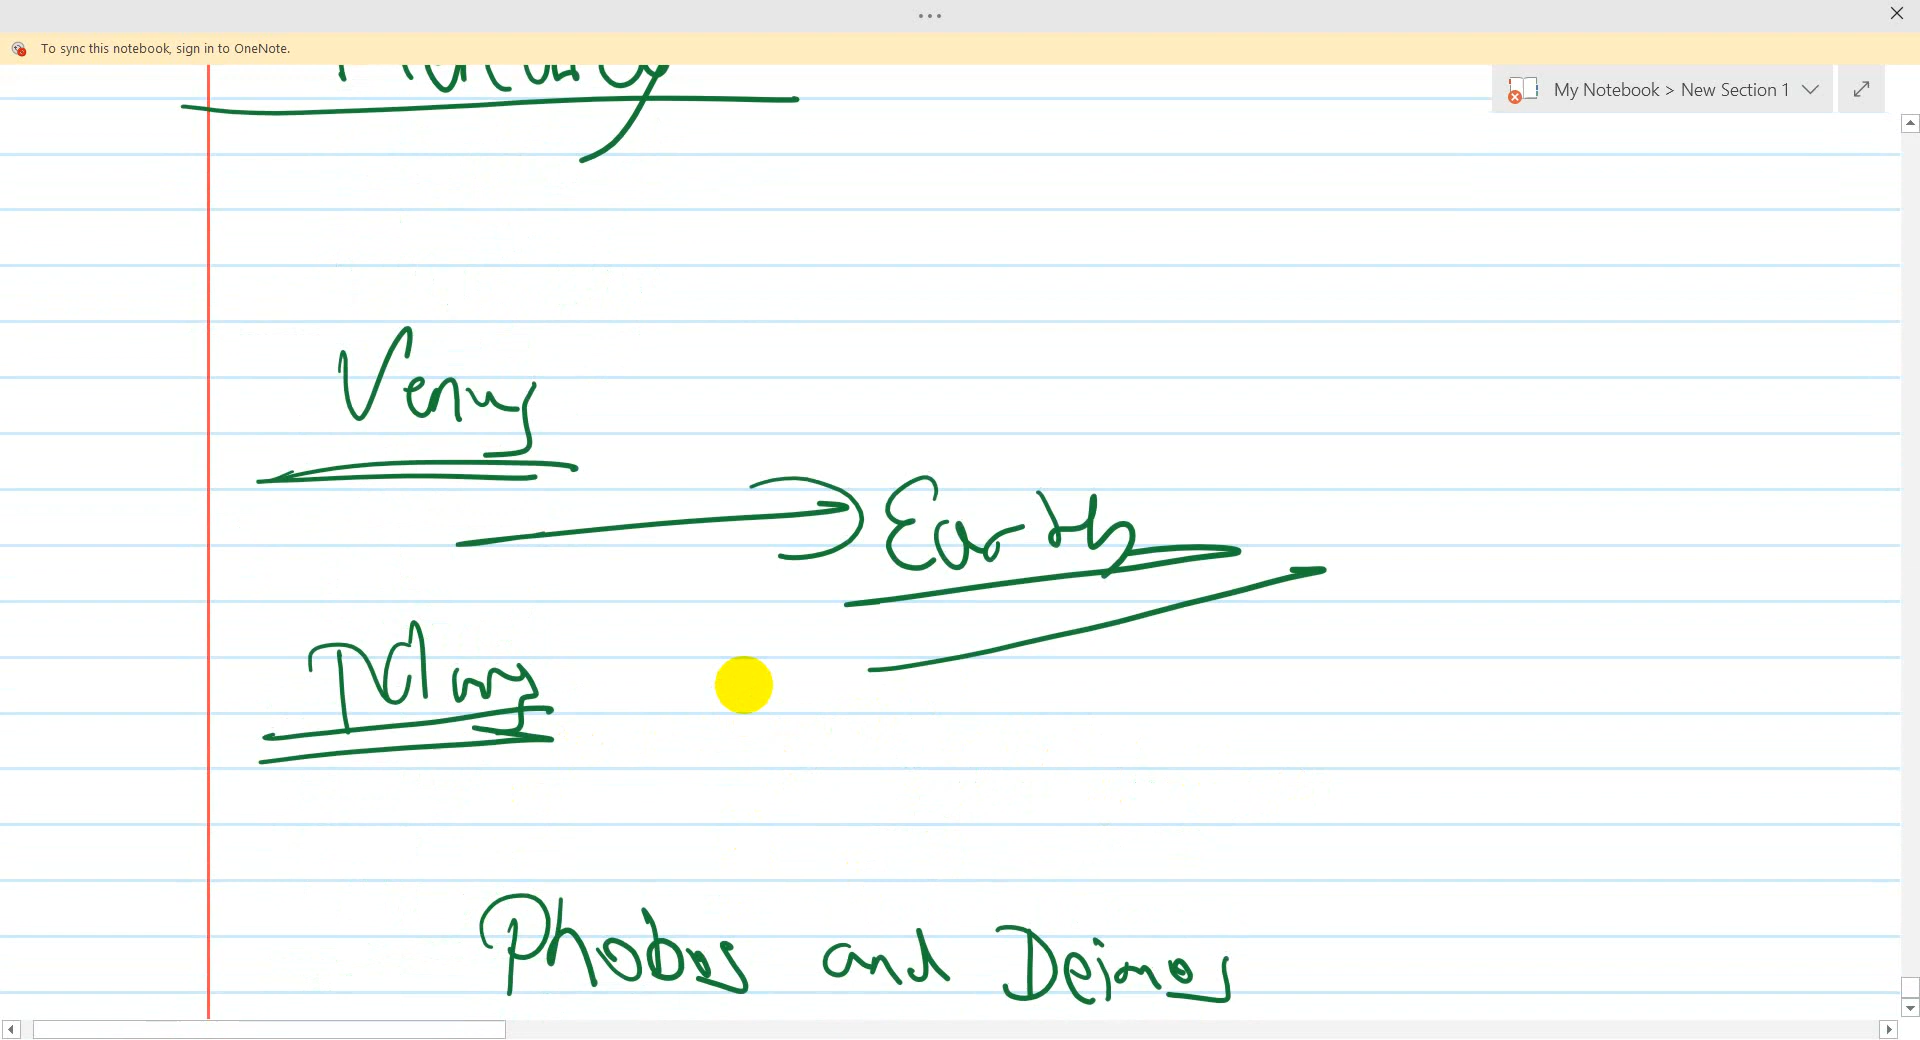 To sync this notebook, sign in to OneNote.
My Notebook > New Section 1
Mercury
Venus
Earth
Mars
Phobos and Deimos